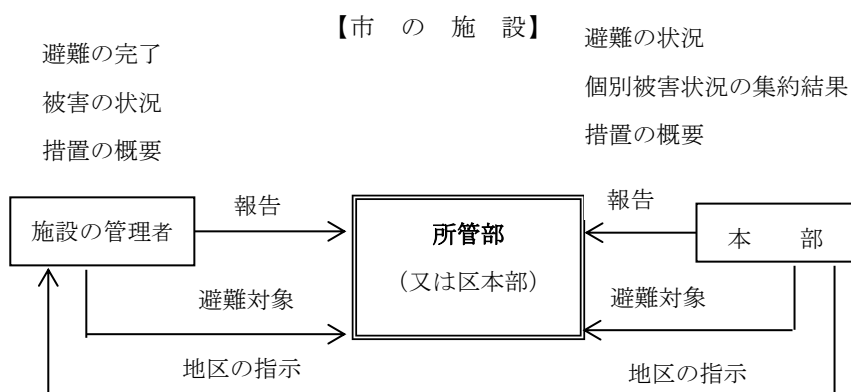 【市　の　施　設】
避難の完了
被害の状況
措置の概要
避難の状況
個別被害状況の集約結果
措置の概要
施設の管理者
報告
所管部
（又は区本部）
報告
本　　部
避難対象
地区の指示
避難対象
地区の指示